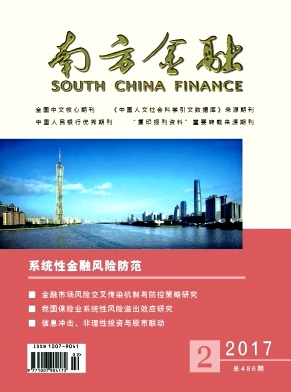 南方金融
SOUTH CHINA FINANCE
全国中文核心期刊 《中国人文社会科学引文数据库》来源期刊
中国人民银行优秀期刊 “复印报刊资料”重要转载来源期刊
系统性金融风险防范
■ 金融市场风险交叉传染机制与防控策略研究
■ 我国保险业系统性风险溢出效应研究
■ 信息冲击、非理性投资与股市联动
ISSN 1007-9041
02
9771007904173
2 2017
总486期